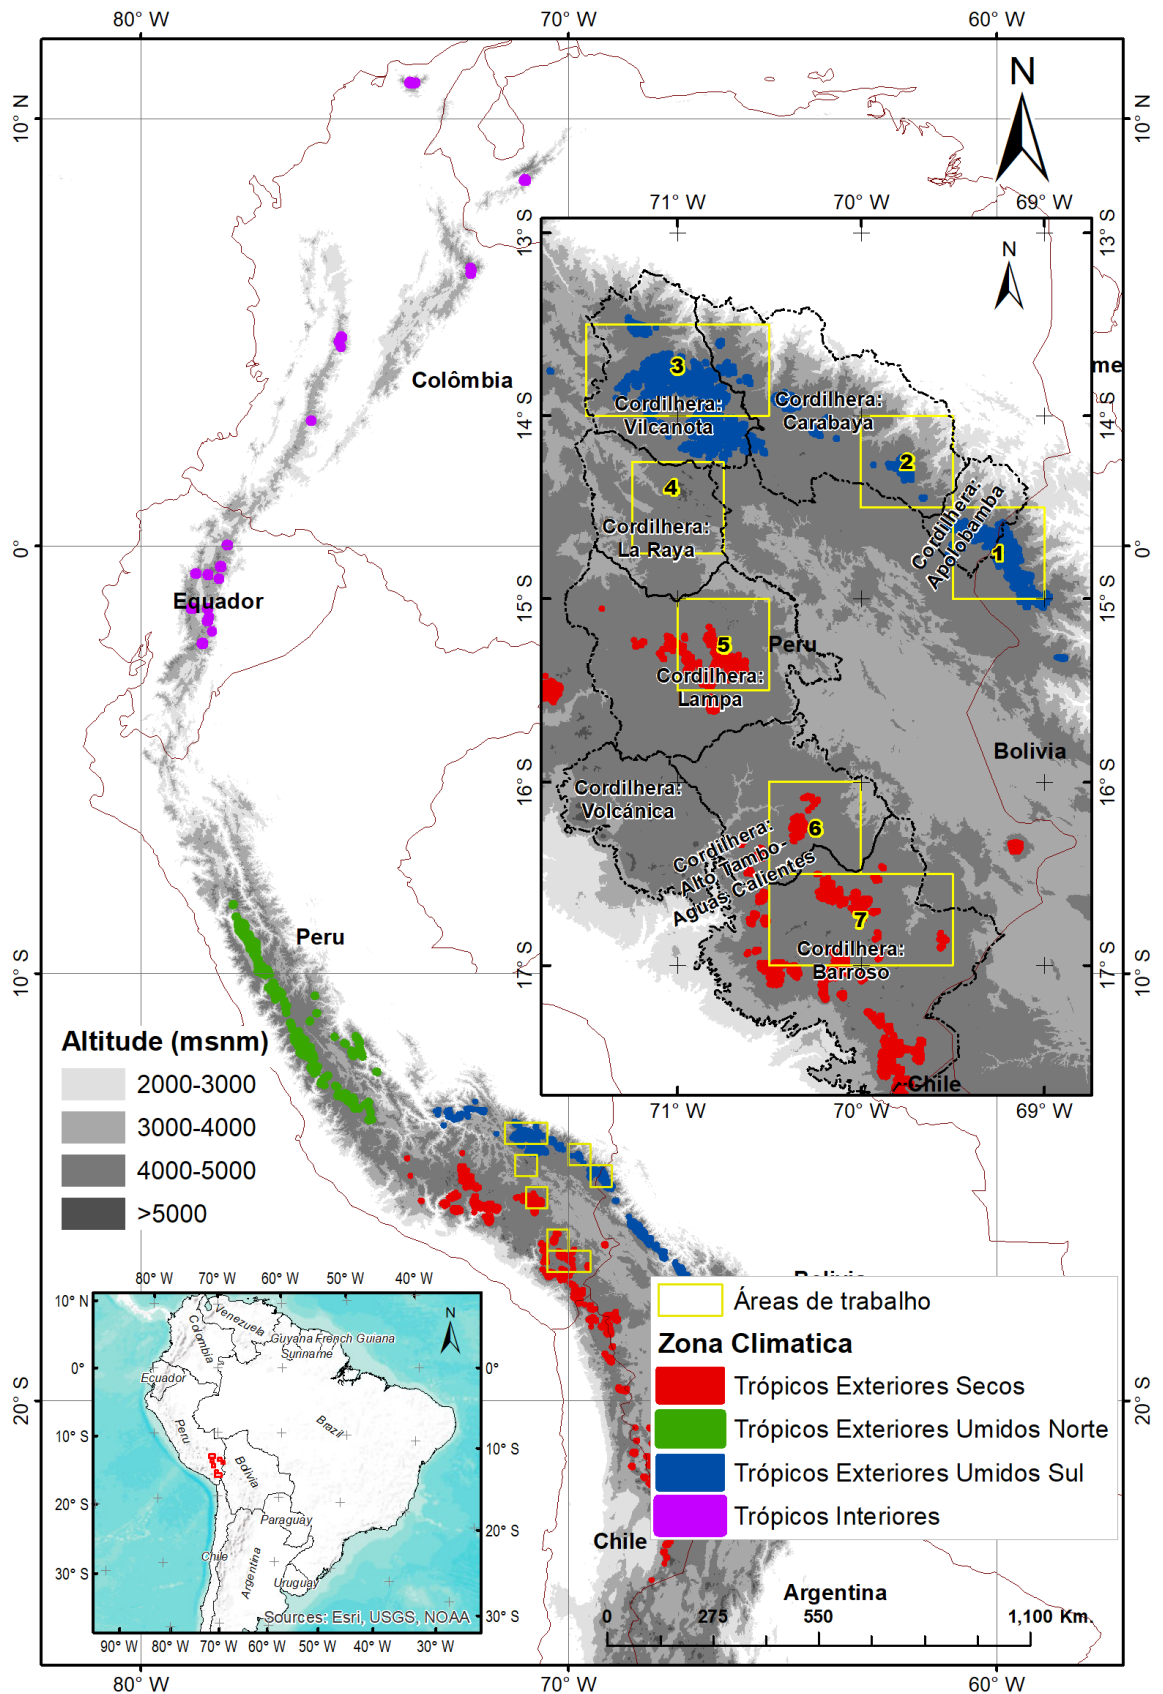 80° W
70° W
60° W
10° N
10° N
N
71° W
70° W
69° W
13° S
13° S
N
Colômbia
me
3
Cordilhera:
Vilcanota
Cordilhera:
Carabaya
14° S
14° S
2
4
Cordilhera:
La Raya
Cordilhera:
Apolobamba
1
0°
0°
Equador
15° S
15° S
5
Peru
Cordilhera:
Lampa
Bolivia
16° S
16° S
Cordilhera:
Volcánica
6
Cordilhera:
Alto Tambo-
Aguas Calientes
7
Cordilhera:
Barroso
Peru
17° S
17° S
10° S
10° S
Chile
71° W
70° W
69° W
Altitude (msnm)
2000-3000
3000-4000
4000-5000
>5000
80° W
70° W
60° W
50° W
40° W
10° N
N
Venezuela
Colombia
Guyana
French Guiana
Suriname
0°
0°
Ecuador
Peru
Brazil
10° S
10° S
Bolivia
20° S
20° S
Paraguay
Chile
Argentina
30° S
Uruguay
30° S
Sources: Esri, USGS, NOAA
90° W
80° W
70° W
60° W
50° W
40° W
30° W
Áreas de trabalho
Zona Climatica
Trópicos Exteriores Secos
20° S
20° S
Trópicos Exteriores Umidos Norte
Trópicos Exteriores Umidos Sul
Trópicos Interiores
Chile
Argentina
0
275
550
1,100 Km.
80° W
70° W
60° W